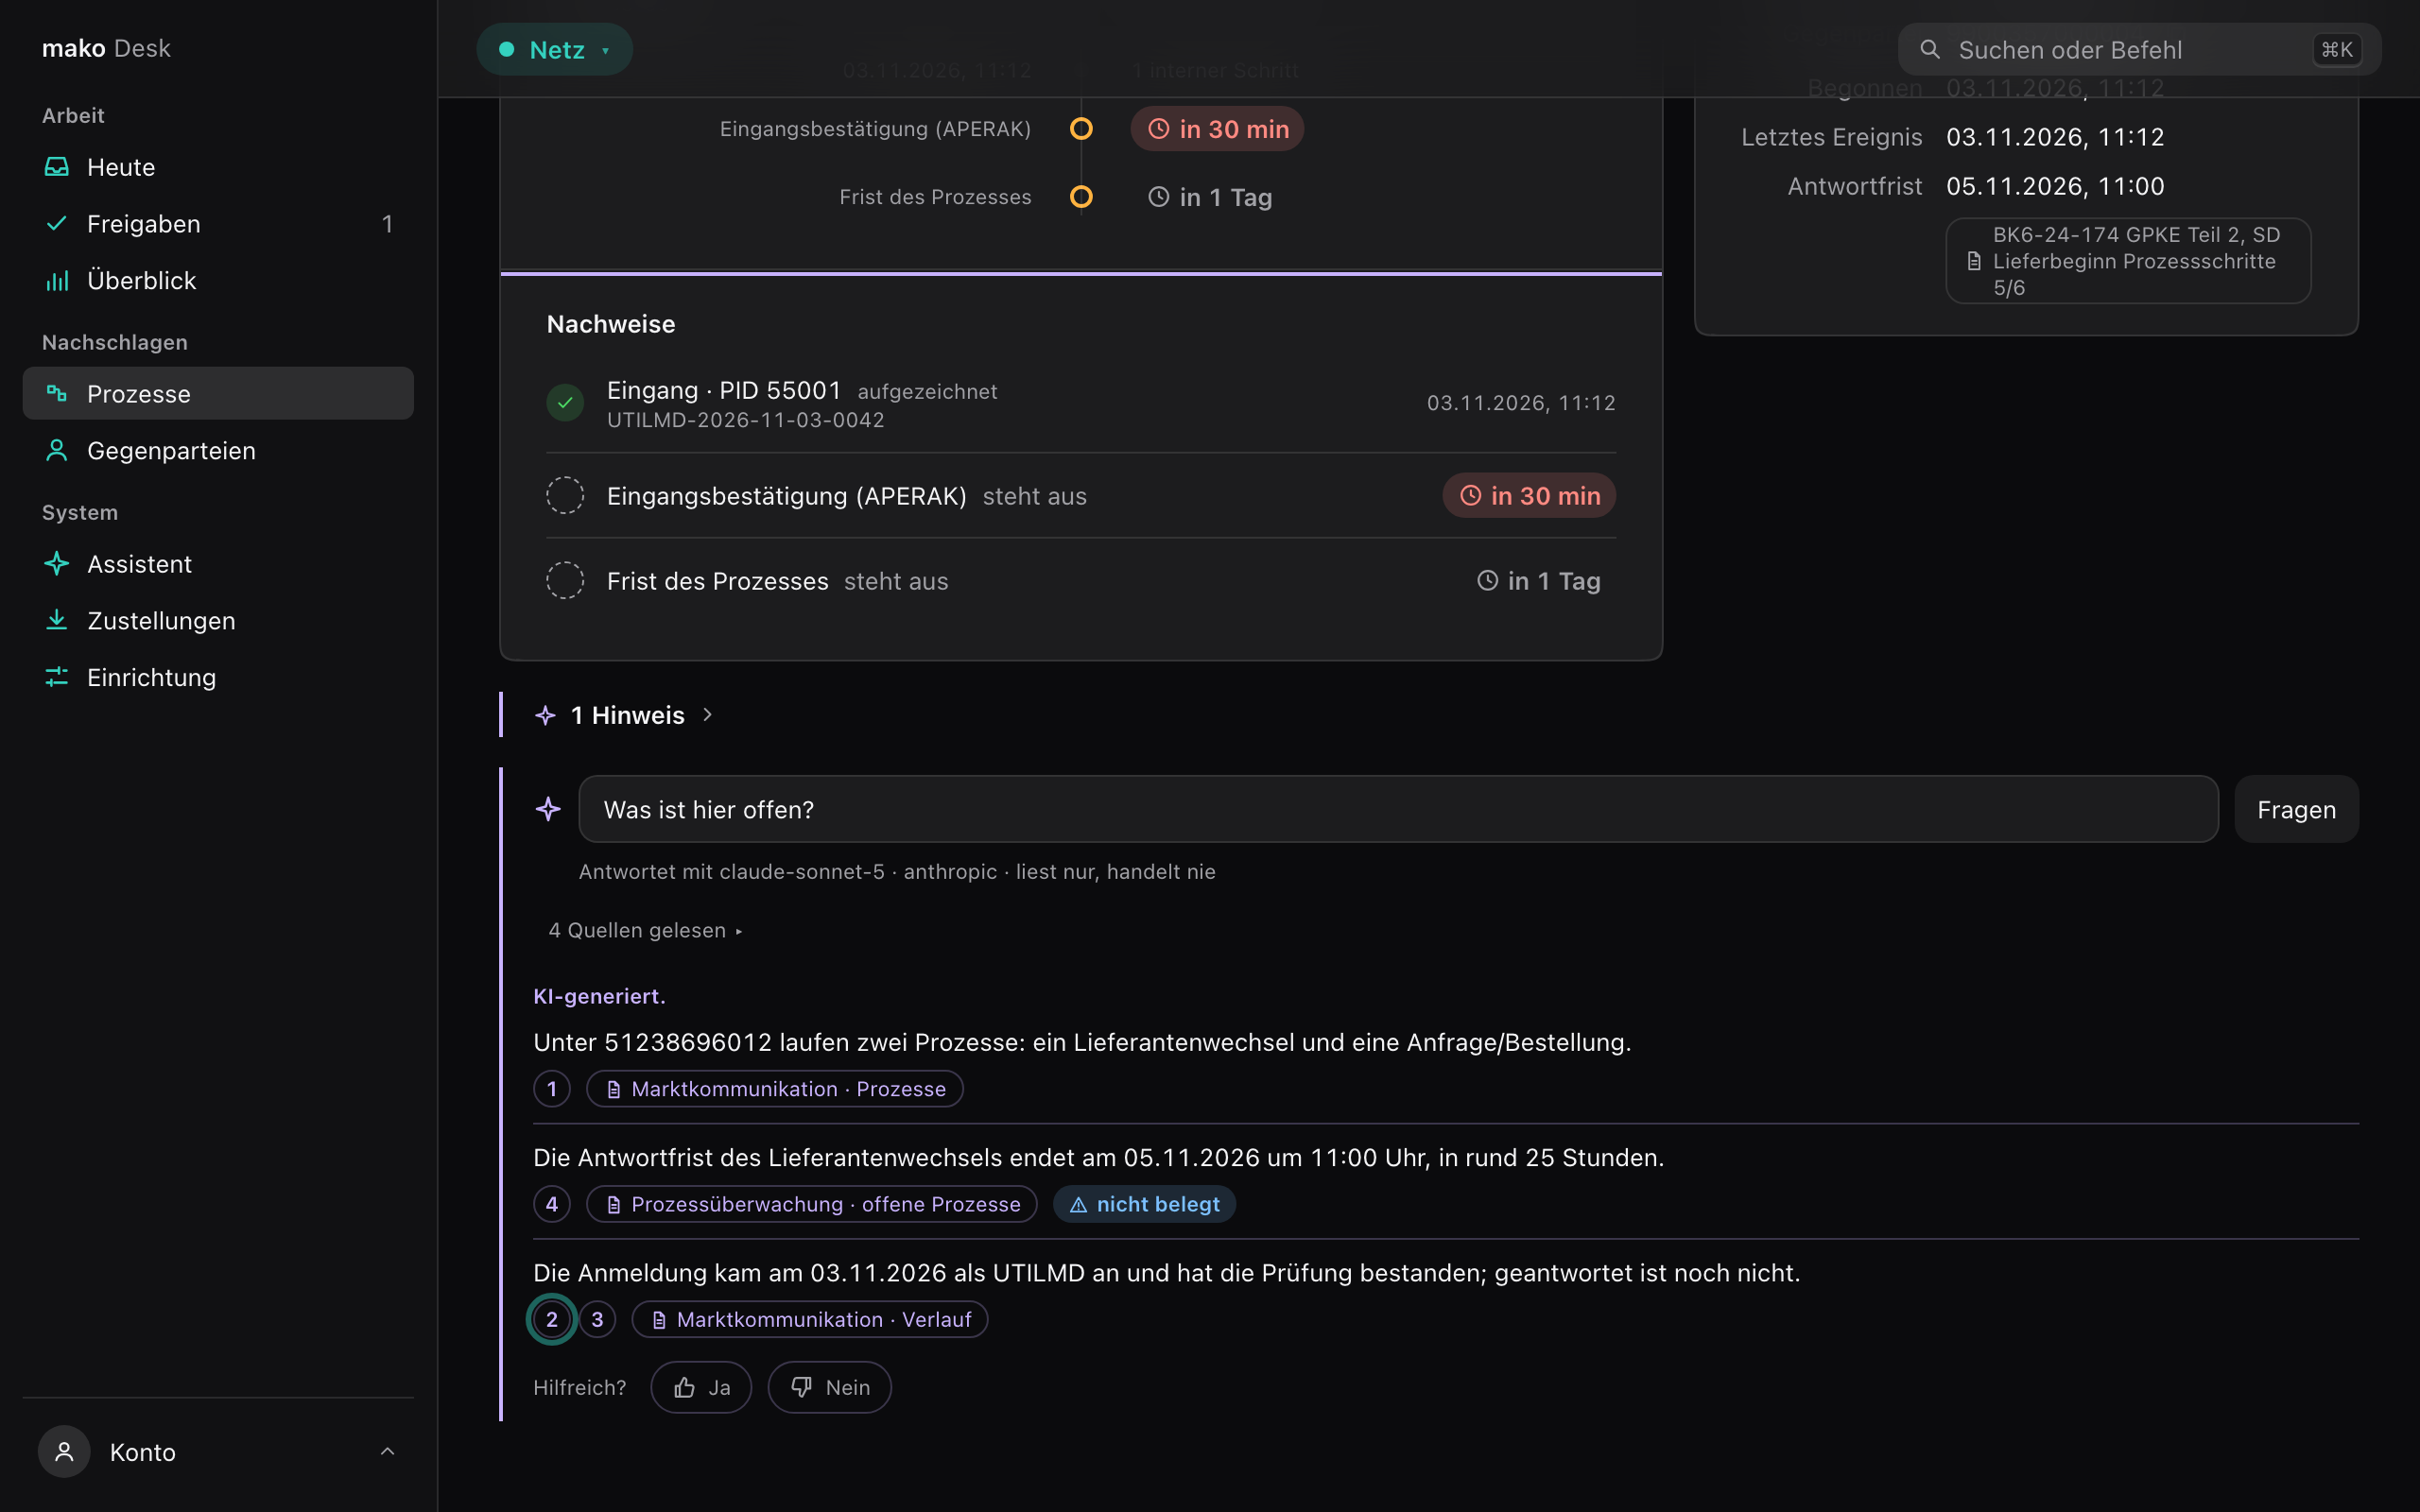 mako Desk
Arbeit
Heute
Freigaben 1
Überblick
Nachschlagen
Prozesse
Gegenparteien
System
Assistent
Zustellungen
Einrichtung
Konto
Netz
Suchen oder Befehl ⌘K
03.11.2026, 11:12 1 interner Schritt
Eingangsbestätigung (APERAK) in 30 min
Frist des Prozesses in 1 Tag
Begonnen 03.11.2026, 11:12
Letztes Ereignis 03.11.2026, 11:12
Antwortfrist 05.11.2026, 11:00
BK6-24-174 GPKE Teil 2, SD
Lieferbeginn Prozessschritte
5/6
Nachweise
Eingang · PID 55001 aufgezeichnet
UTILMD-2026-11-03-0042
03.11.2026, 11:12
Eingangsbestätigung (APERAK) steht aus in 30 min
Frist des Prozesses steht aus in 1 Tag
1 Hinweis
Was ist hier offen? Fragen
Antwortet mit claude-sonnet-5 · anthropic · liest nur, handelt nie
4 Quellen gelesen
KI-generiert.
Unter 51238696012 laufen zwei Prozesse: ein Lieferantenwechsel und eine Anfrage/Bestellung.
1 Marktkommunikation · Prozesse
Die Antwortfrist des Lieferantenwechsels endet am 05.11.2026 um 11:00 Uhr, in rund 25 Stunden.
4 Prozessüberwachung · offene Prozesse nicht belegt
Die Anmeldung kam am 03.11.2026 als UTILMD an und hat die Prüfung bestanden; geantwortet ist noch nicht.
2 3 Marktkommunikation · Verlauf
Hilfreich? Ja Nein